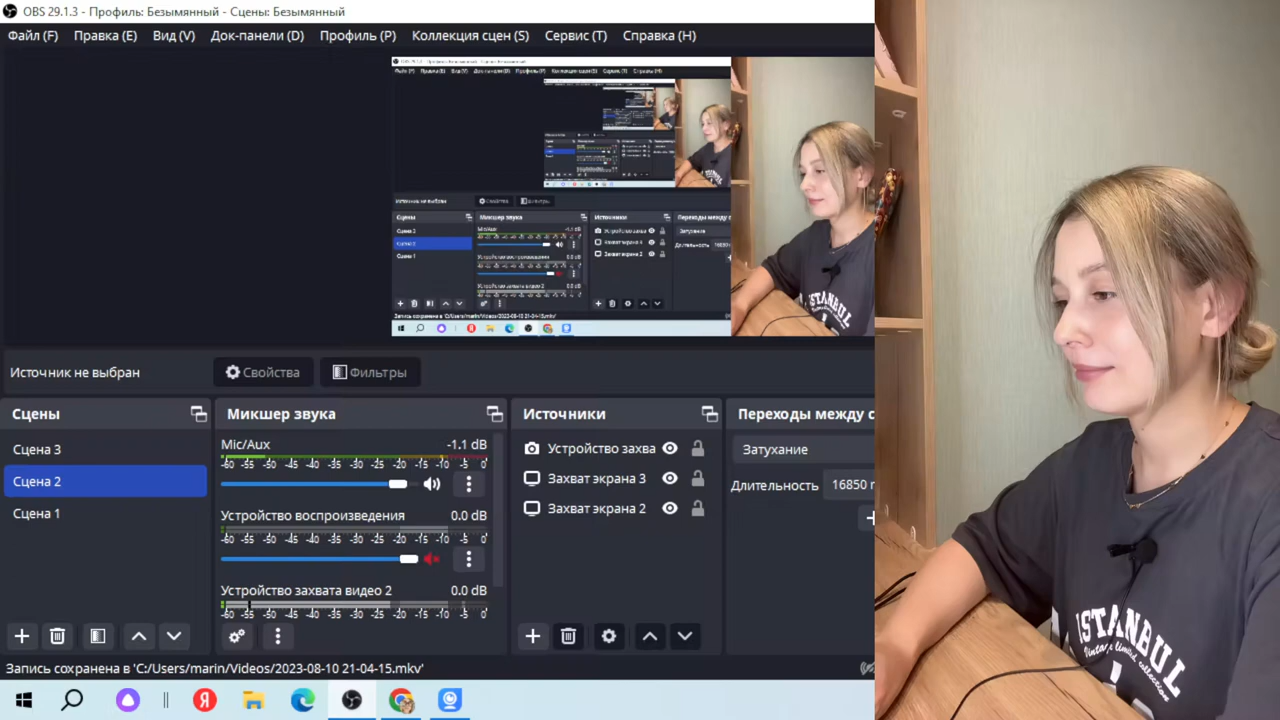 OBS 29.1.3 - Профиль: Безымянный - Сцены: Безымянный
Файл (F) Правка (E) Вид (V) Док-панели (D) Профиль (P) Коллекция сцен (S) Сервис (T) Справка (H)
Источник не выбран Свойства Фильтры
Сцены
Сцена 3
Сцена 2
Сцена 1
Микшер звука
Mic/Aux -1.1 dB
-60 -55 -50 -45 -40 -35 -30 -25 -20 -15 -10 -5 0
Устройство воспроизведения 0.0 dB
-60 -55 -50 -45 -40 -35 -30 -25 -20 -15 -10 -5 0
Устройство захвата видео 2 0.0 dB
-60 -55 -50 -45 -40 -35 -30 -25 -20 -15 -10 -5 0
Источники
Устройство захва
Захват экрана 3
Захват экрана 2
Переходы между с
Затухание
Длительность 16850
Запись сохранена в 'C:/Users/marin/Videos/2023-08-10 21-04-15.mkv'
ISTANBUL
Vintage limited collection